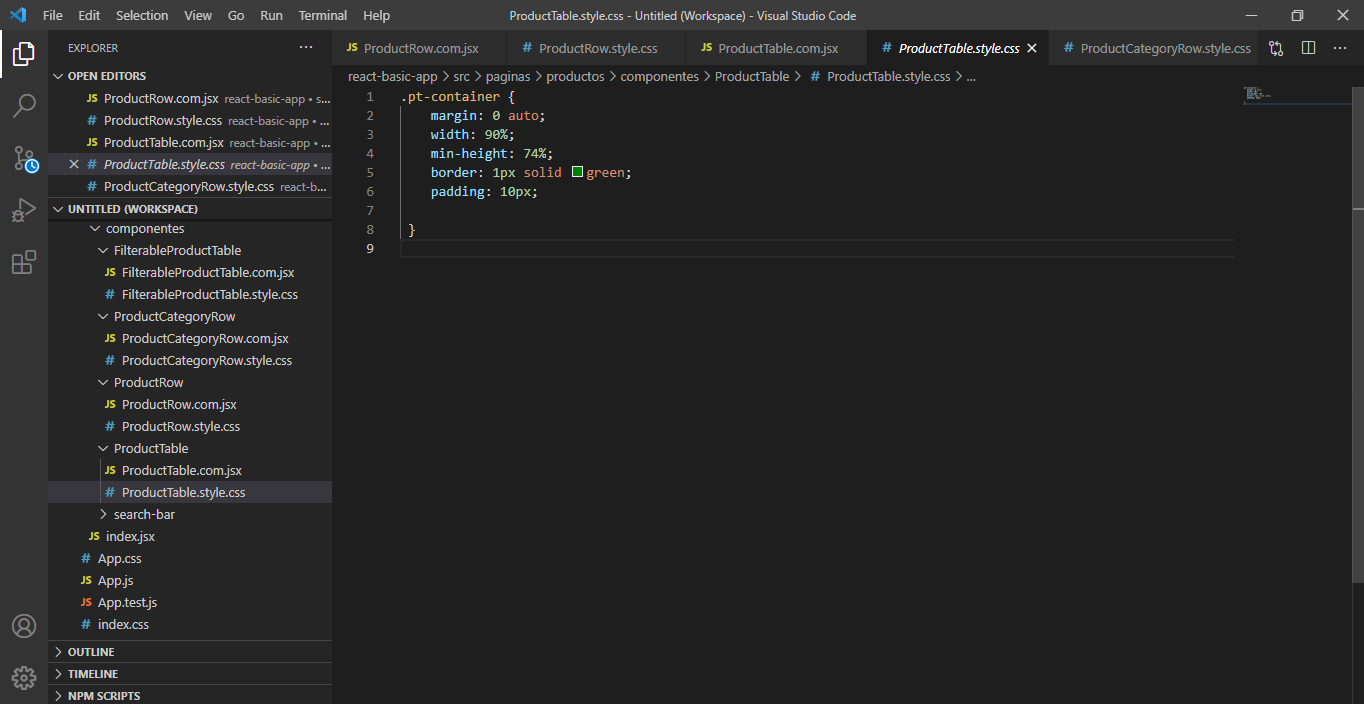 File Edit Selection View Go Run Terminal Help ProductTable.style.css - Untitled (Workspace) - Visual Studio Code
EXPLORER
OPEN EDITORS
JS ProductRow.com.jsx react-basic-app • s...
# ProductRow.style.css react-basic-app • ...
JS ProductTable.com.jsx react-basic-app • ...
# ProductTable.style.css react-basic-app • ...
# ProductCategoryRow.style.css react-b...
UNTITLED (WORKSPACE)
componentes
FilterableProductTable
JS FilterableProductTable.com.jsx
# FilterableProductTable.style.css
ProductCategoryRow
JS ProductCategoryRow.com.jsx
# ProductCategoryRow.style.css
ProductRow
JS ProductRow.com.jsx
# ProductRow.style.css
ProductTable
JS ProductTable.com.jsx
# ProductTable.style.css
search-bar
JS index.jsx
# App.css
JS App.js
JS App.test.js
# index.css
OUTLINE
TIMELINE
NPM SCRIPTS
JS ProductRow.com.jsx # ProductRow.style.css JS ProductTable.com.jsx # ProductTable.style.css # ProductCategoryRow.style.css
react-basic-app > src > paginas > productos > componentes > ProductTable > # ProductTable.style.css > ...
1 .pt-container {
2 margin: 0 auto;
3 width: 90%;
4 min-height: 74%;
5 border: 1px solid green;
6 padding: 10px;
7
8 }
9